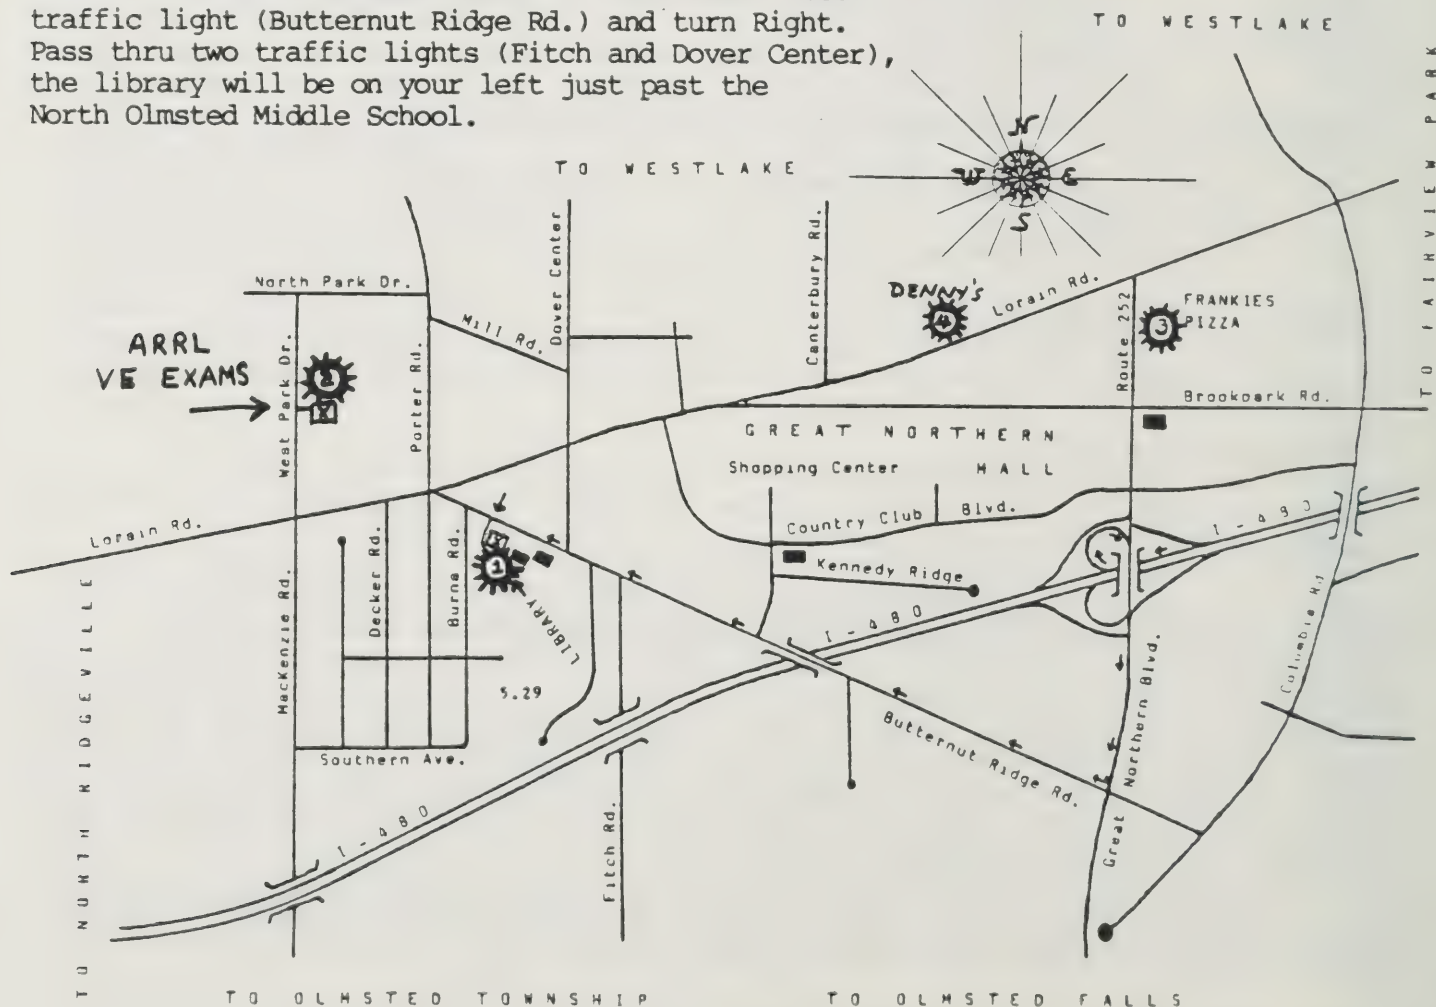 traffic light (Butternut Ridge Rd.) and turn Right.
Pass thru two traffic lights (Fitch and Dover Center),
the library will be on your left just past the
North Olmsted Middle School.
TO WESTLAKE
TO WESTLAKE
TO FAIRVIEW PARK
N
W E
S
North Park Dr.
Mill Rd.
Dover Center
Canterbury Rd.
DENNY'S
4
Lorain Rd.
Route 252
3
FRANKIES
PIZZA
ARRL
VE EXAMS
2
X
West Park Dr.
Porter Rd.
Brookpark Rd.
GREAT NORTHERN
Shopping Center MALL
Country Club Blvd.
Kennedy Ridge
I-480
Lorain Rd.
X
1
LIBRARY
Mackenzie Rd.
Decker Rd.
Burns Rd.
5.29
I-480
Columbia Rd
Southern Ave.
Butternut Ridge Rd.
Great Northern Blvd.
I-480
Fitch Rd.
TO NORTH RIDGEVILLE
TO OLMSTED TOWNSHIP
TO OLMSTED FALLS